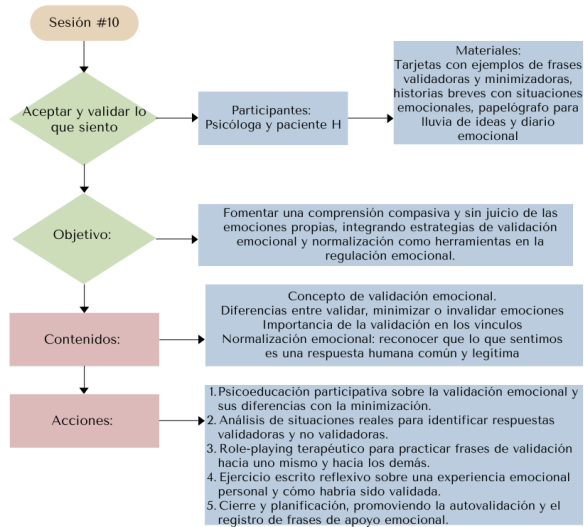 Sesión #10
Aceptar y validar lo
que siento
Participantes:
Psicóloga y paciente H
Materiales:
Tarjetas con ejemplos de frases
validadoras y minimizadoras,
historias breves con situaciones
emocionales, papelógrafo para
lluvia de ideas y diario
emocional
Objetivo:
Fomentar una comprensión compasiva y sin juicio de las
emociones propias, integrando estrategias de validación
emocional y normalización como herramientas en la
regulación emocional.
Contenidos:
Concepto de validación emocional.
Diferencias entre validar, minimizar o invalidar emociones
Importancia de la validación en los vínculos
Normalización emocional: reconocer que lo que sentimos
es una respuesta humana común y legítima
Acciones:
1. Psicoeducación participativa sobre la validación emocional y
sus diferencias con la minimización.
2. Análisis de situaciones reales para identificar respuestas
validadoras y no validadoras.
3. Role-playing terapéutico para practicar frases de validación
hacia uno mismo y hacia los demás.
4. Ejercicio escrito reflexivo sobre una experiencia emocional
personal y cómo habría sido validada.
5. Cierre y planificación, promoviendo la autovalidación y el
registro de frases de apoyo emocional.